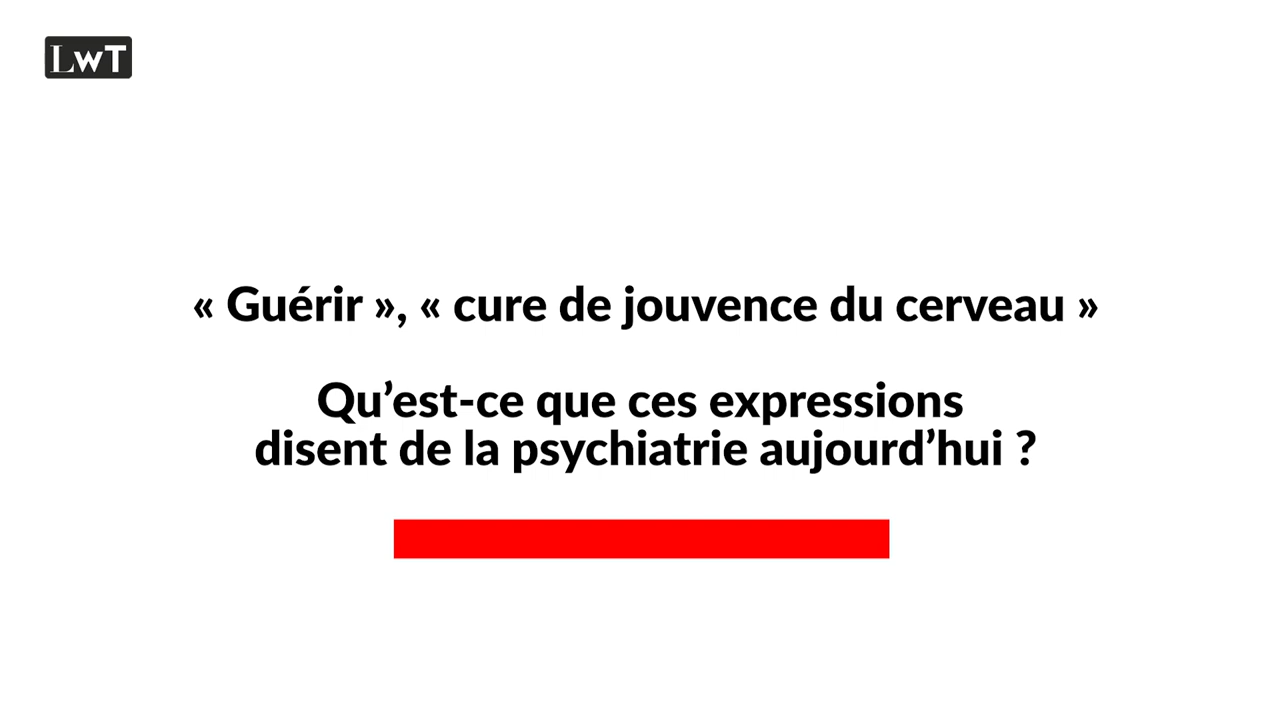 LwT
« Guérir », « cure de jouvence du cerveau »
Qu’est-ce que ces expressions
disent de la psychiatrie aujourd’hui ?